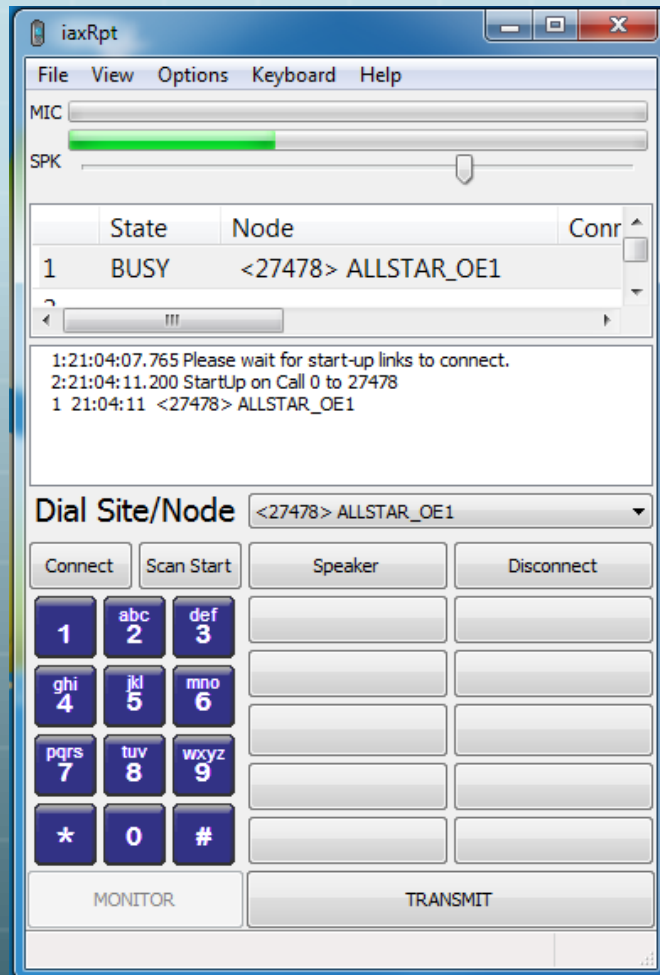 iaxRpt
File View Options Keyboard Help
MIC
SPK
State Node Conr
1 BUSY <27478> ALLSTAR_OE1
1:21:04:07.765 Please wait for start-up links to connect.
2:21:04:11.200 StartUp on Call 0 to 27478
1 21:04:11 <27478> ALLSTAR_OE1
Dial Site/Node <27478> ALLSTAR_OE1
Connect Scan Start Speaker Disconnect
1 abc 2 def 3
ghi 4 jkl 5 mno 6
pqrs 7 tuv 8 wxyz 9
* 0 #
MONITOR TRANSMIT